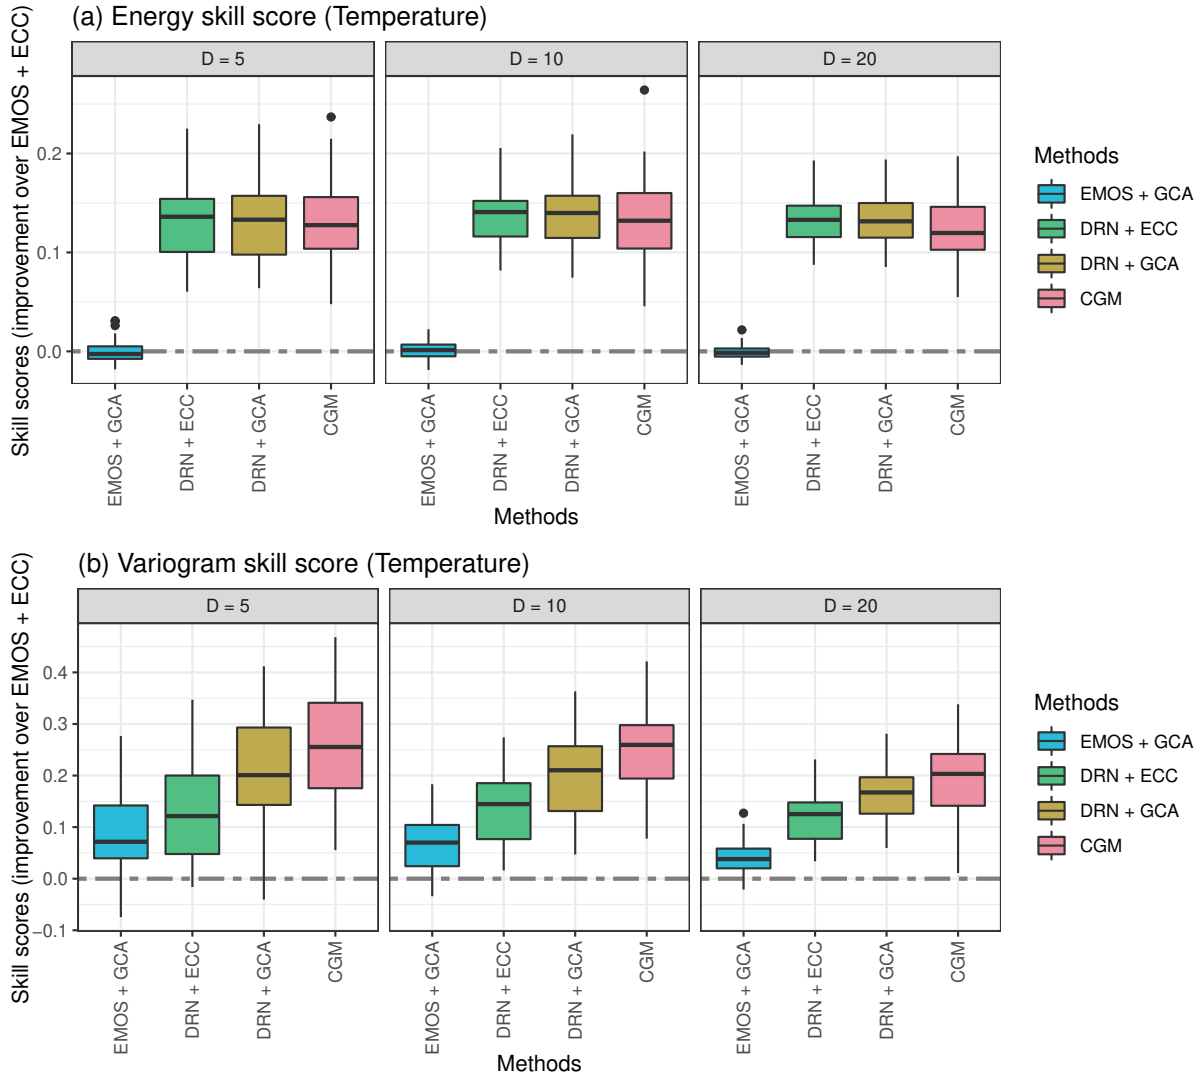 (a) Energy skill score (Temperature)
Skill scores (improvement over EMOS + ECC)
D = 5
D = 10
D = 20
0.2
0.1
0.0
EMOS + GCA
DRN + ECC
DRN + GCA
CGM
EMOS + GCA
DRN + ECC
DRN + GCA
CGM
EMOS + GCA
DRN + ECC
DRN + GCA
CGM
Methods
Methods
EMOS + GCA
DRN + ECC
DRN + GCA
CGM
(b) Variogram skill score (Temperature)
Skill scores (improvement over EMOS + ECC)
D = 5
D = 10
D = 20
0.4
0.3
0.2
0.1
0.0
−0.1
EMOS + GCA
DRN + ECC
DRN + GCA
CGM
EMOS + GCA
DRN + ECC
DRN + GCA
CGM
EMOS + GCA
DRN + ECC
DRN + GCA
CGM
Methods
Methods
EMOS + GCA
DRN + ECC
DRN + GCA
CGM